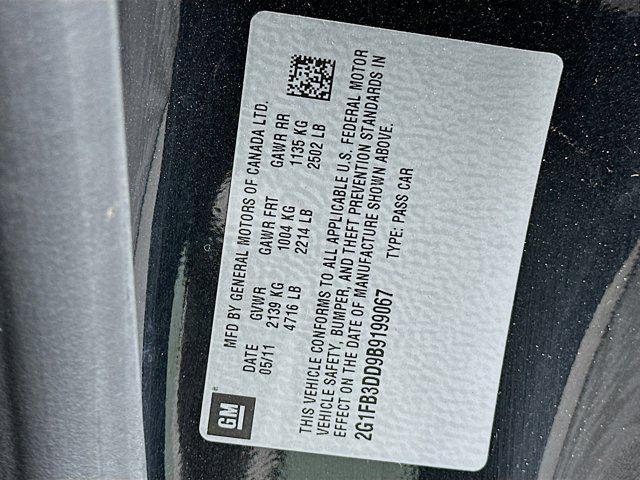 GM
MFD BY GENERAL MOTORS OF CANADA LTD.
DATE GVWR GAWR FRT GAWR RR
05/11 2139 KG 1004 KG 1135 KG
4716 LB 2214 LB 2502 LB
THIS VEHICLE CONFORMS TO ALL APPLICABLE U.S. FEDERAL MOTOR
VEHICLE SAFETY, BUMPER, AND THEFT PREVENTION STANDARDS IN
EFFECT ON THE DATE OF MANUFACTURE SHOWN ABOVE.
2G1FB3DD9B9199067 TYPE: PASS CAR